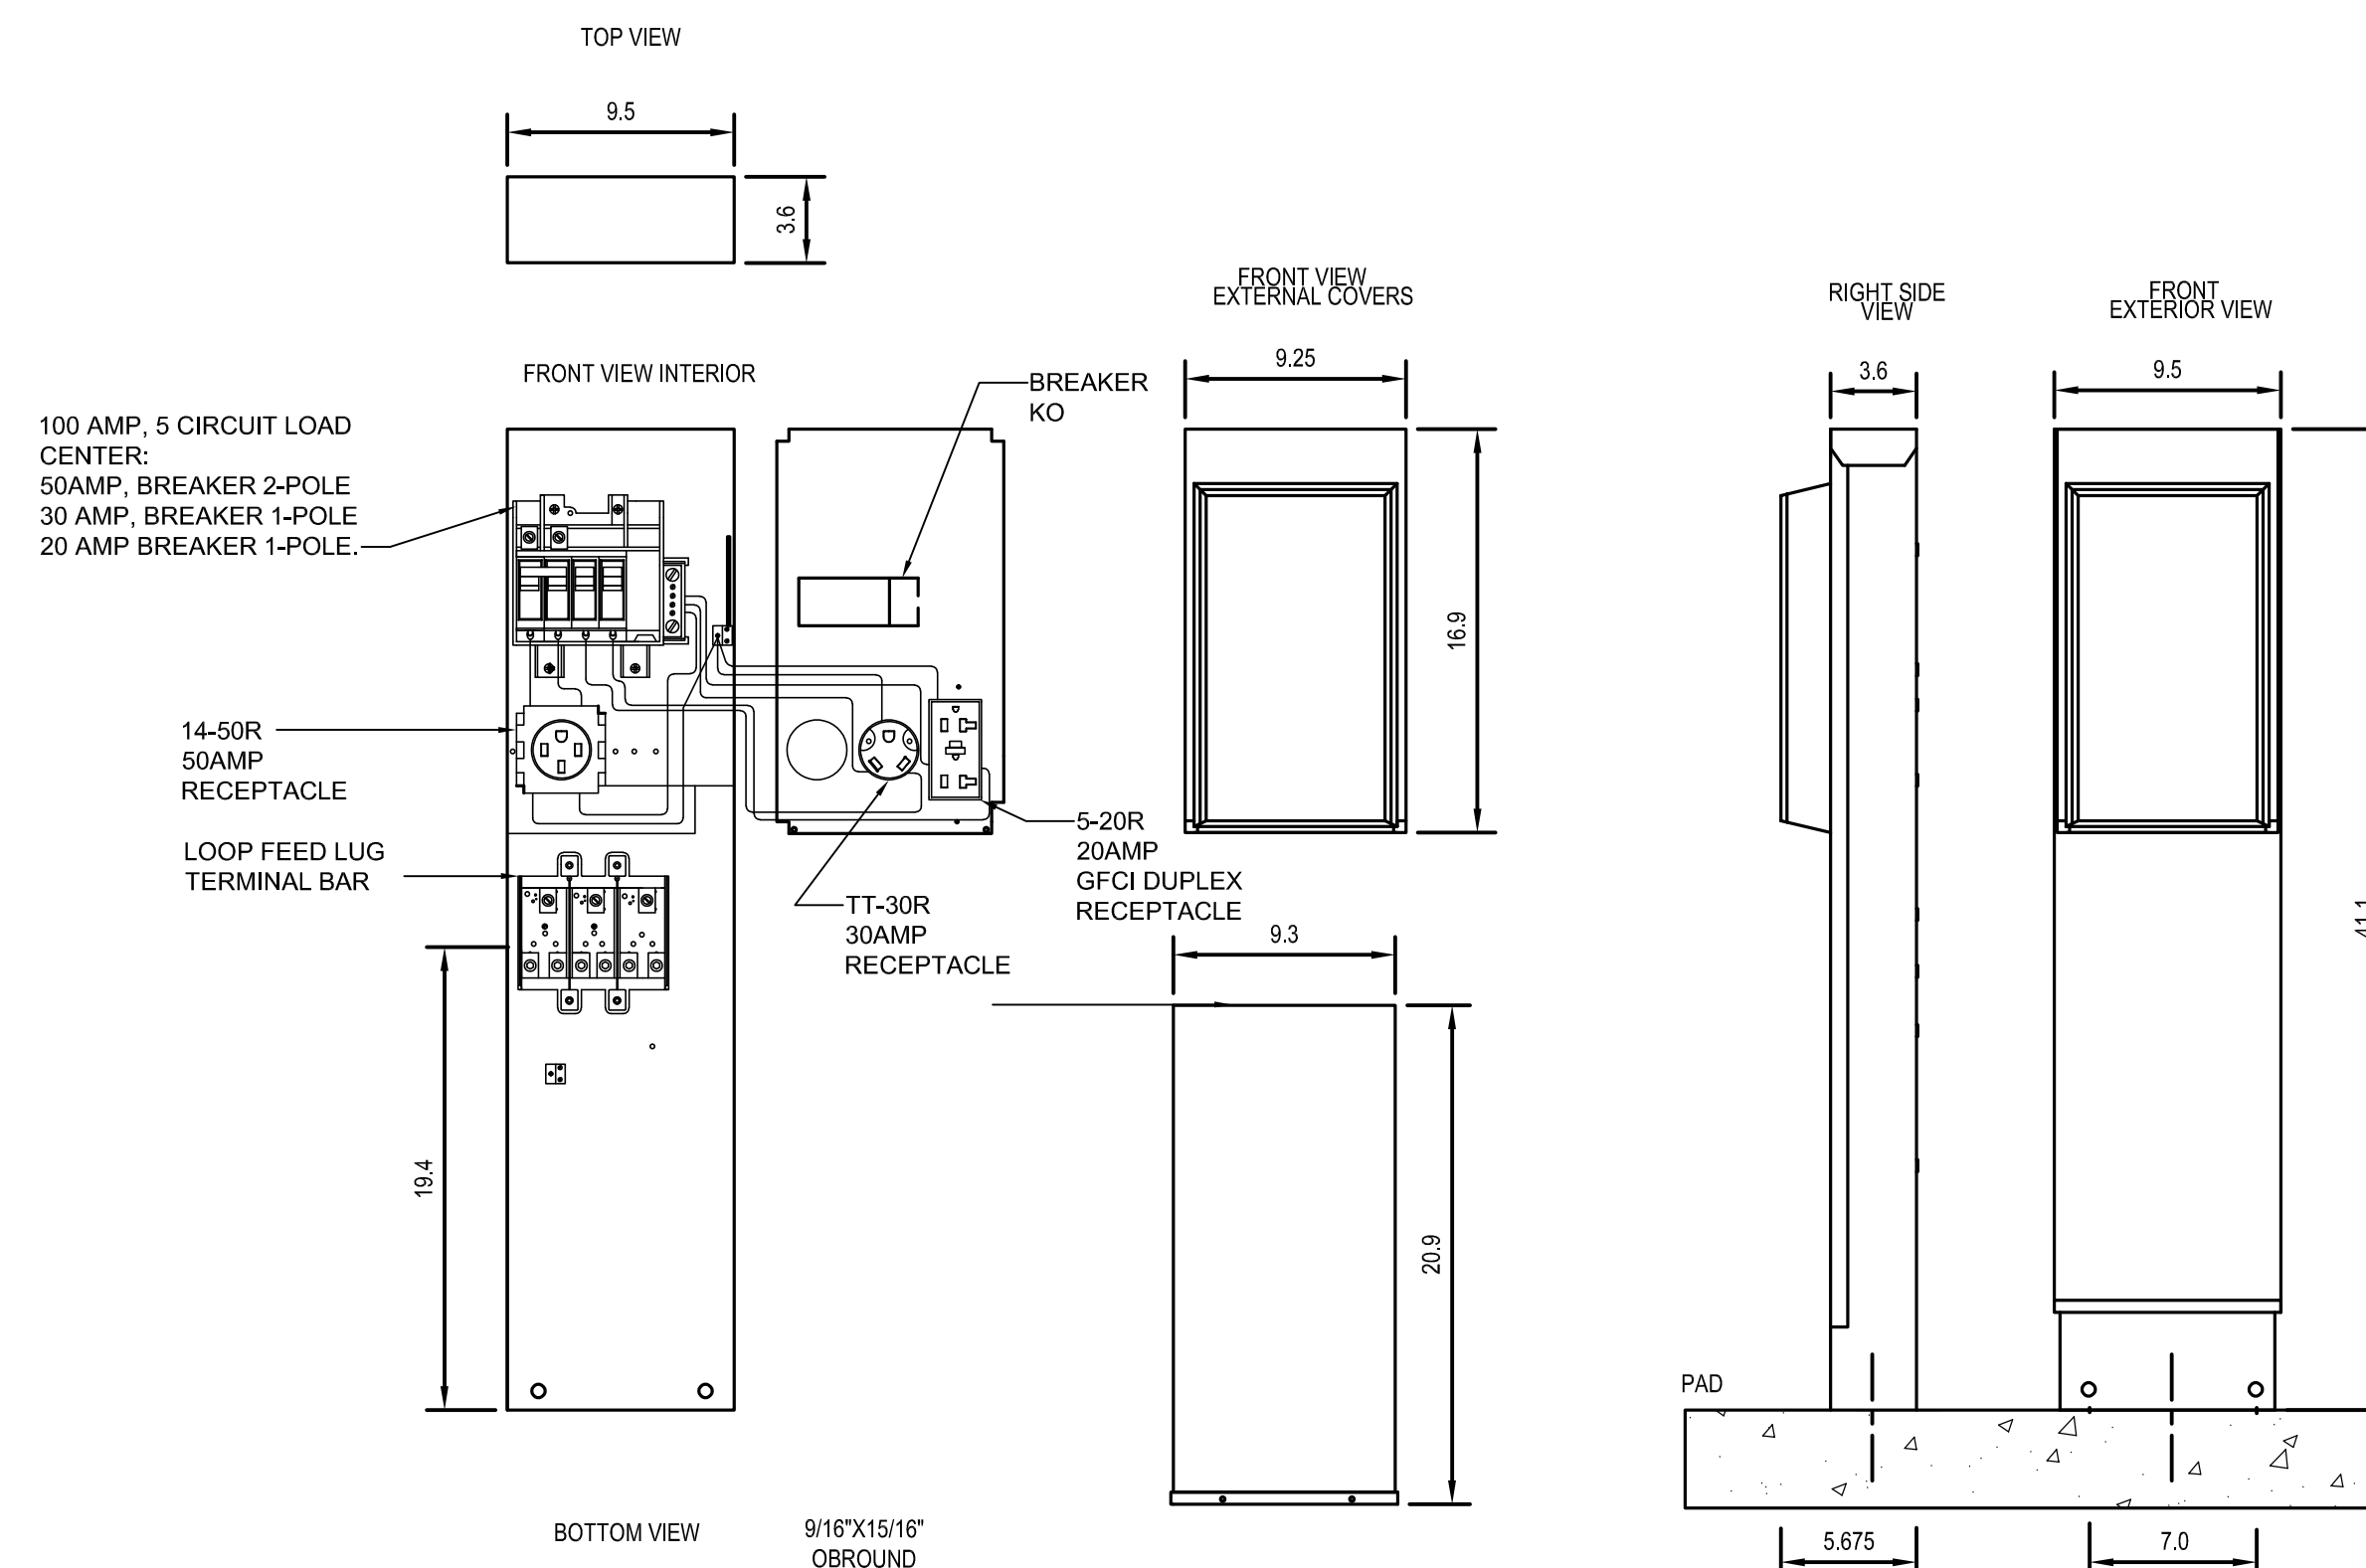 TOP VIEW
9.5
3.6
FRONT VIEW
EXTERNAL COVERS
RIGHT SIDE
VIEW
FRONT
EXTERIOR VIEW
9.25
3.6
9.5
FRONT VIEW INTERIOR
BREAKER
KO
100 AMP, 5 CIRCUIT LOAD
CENTER:
50AMP, BREAKER 2-POLE
30 AMP, BREAKER 1-POLE
20 AMP BREAKER 1-POLE.
16.9
14-50R
50AMP
RECEPTACLE
LOOP FEED LUG
TERMINAL BAR
5-20R
20AMP
GFCI DUPLEX
RECEPTACLE
TT-30R
30AMP
RECEPTACLE
9.3
41.1
19.4
20.9
PAD
BOTTOM VIEW
9/16"X15/16"
OBROUND
5.675
7.0